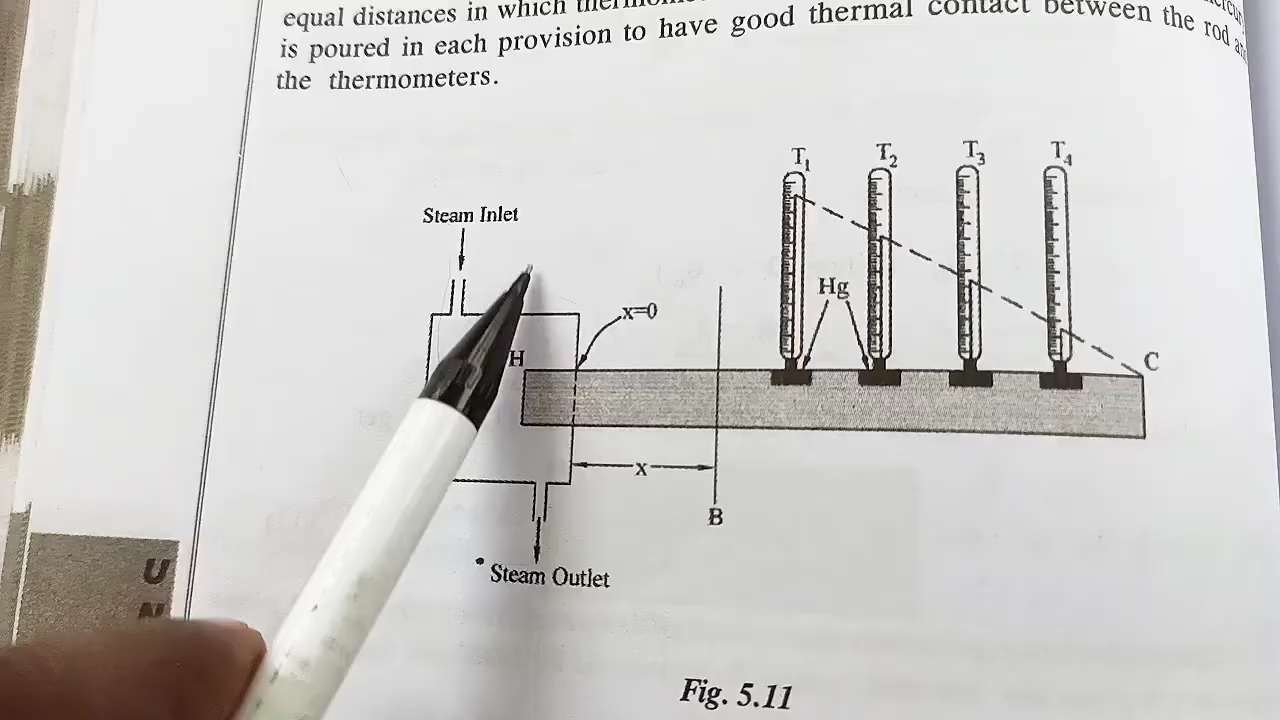 equal distances in which
is poured in each provision to have good thermal contact between the rod
the thermometers.
T1 T2 T3 T4
Steam Inlet
Hg
x=0
H
C
x
B
Steam Outlet
U
N
Fig. 5.11